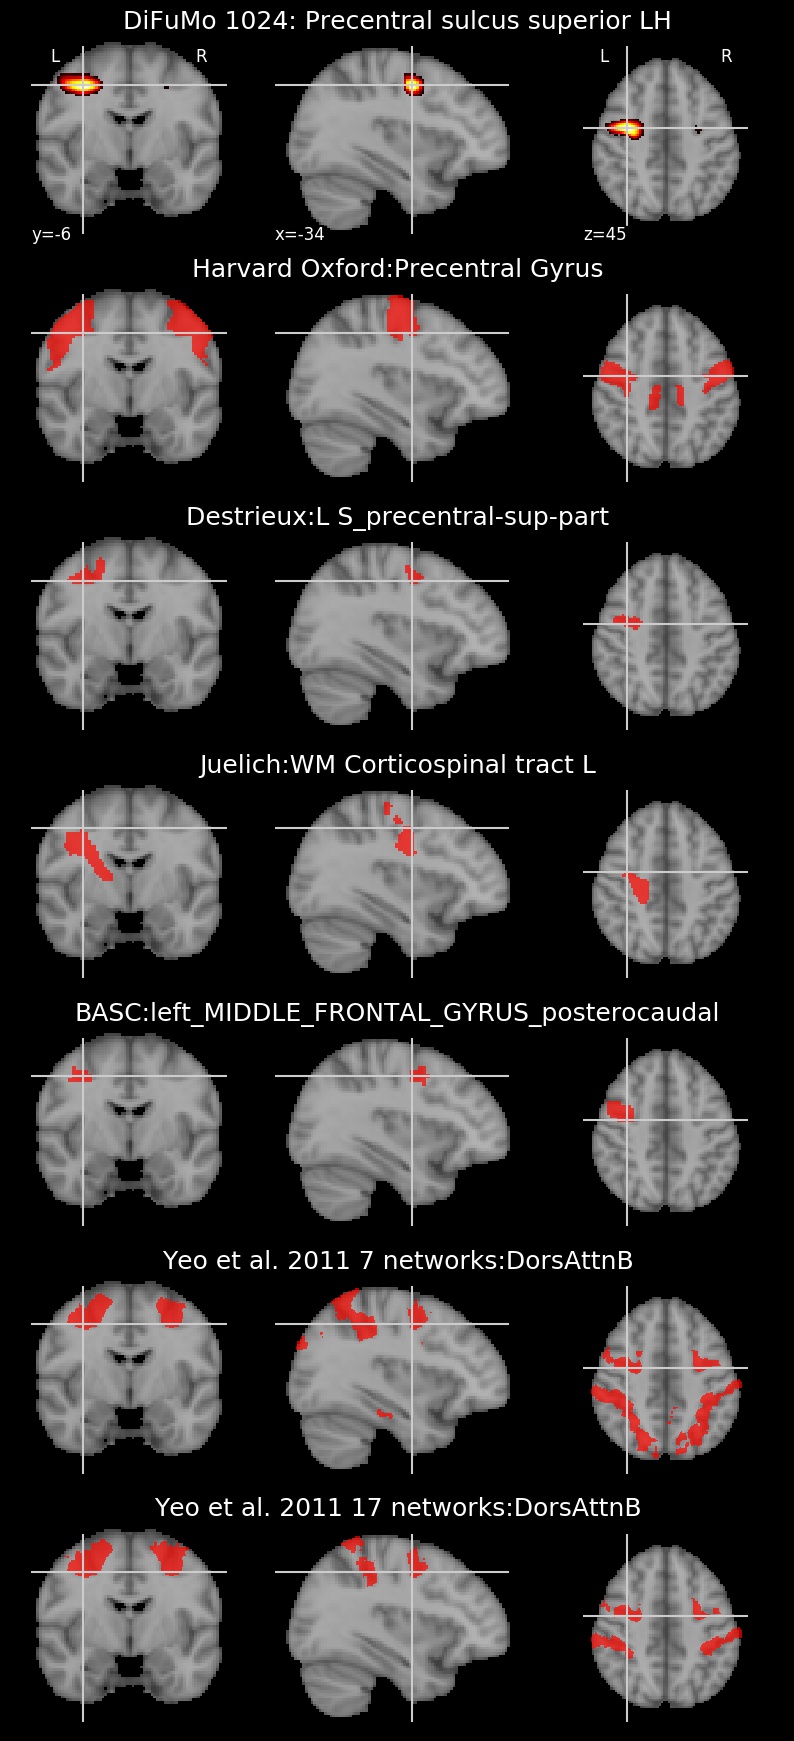 DiFuMo 1024: Precentral sulcus superior LH
L R L R
y=-6 x=-34 z=45
Harvard Oxford:Precentral Gyrus
Destrieux:L S_precentral-sup-part
Juelich:WM Corticospinal tract L
BASC:left_MIDDLE_FRONTAL_GYRUS_posterocaudal
Yeo et al. 2011 7 networks:DorsAttnB
Yeo et al. 2011 17 networks:DorsAttnB